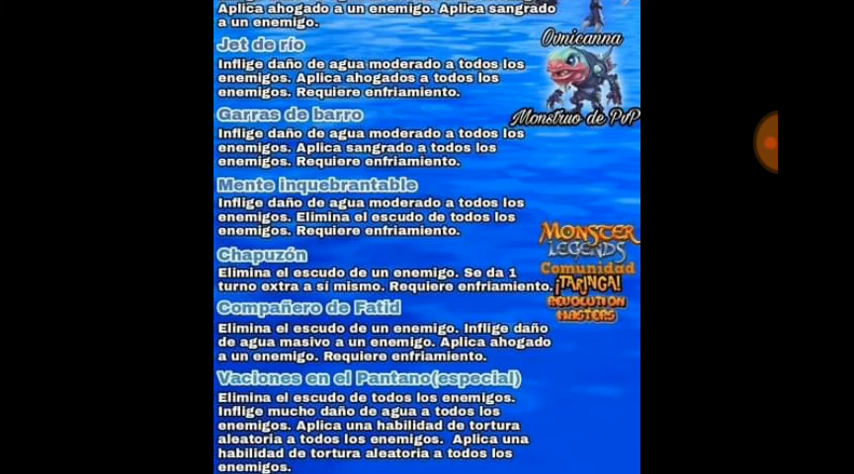 Aplica ahogado a un enemigo. Aplica sangrado
a un enemigo.
Jet de río
Inflige daño de agua moderado a todos los
enemigos. Aplica ahogados a todos los
enemigos. Requiere enfriamiento.
Garras de barro
Inflige daño de agua moderado a todos los
enemigos. Aplica sangrado a todos los
enemigos. Requiere enfriamiento.
Mente inquebrantable
Inflige daño de agua moderado a todos los
enemigos. Elimina el escudo de todos los
enemigos. Requiere enfriamiento.
Chapuzón
Elimina el escudo de un enemigo. Se da 1
turno extra a sí mismo. Requiere enfriamiento.
Compañero de Fatid
Elimina el escudo de un enemigo. Inflige daño
de agua masivo a un enemigo. Aplica ahogado
a un enemigo. Requiere enfriamiento.
Vaciones en el Pantano(especial)
Elimina el escudo de todos los enemigos.
Inflige mucho daño de agua a todos los
enemigos. Aplica una habilidad de tortura
aleatoria a todos los enemigos. Aplica una
habilidad de tortura aleatoria a todos los
enemigos.
Ovnicanna
Monstruo de PvP
MONSTER
LEGENDS
Comunidad
¡TARINGA!
REVOLUTION
MASTERS